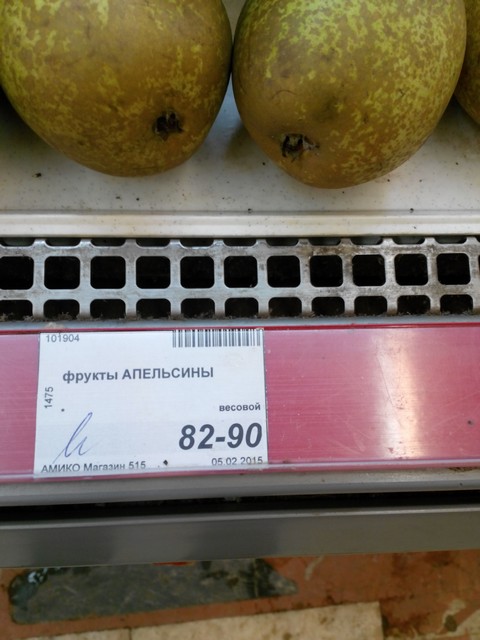 101904
фрукты АПЕЛЬСИНЫ
1475
весовой
82-90
АМИКО Магазин 515
05 02 2015